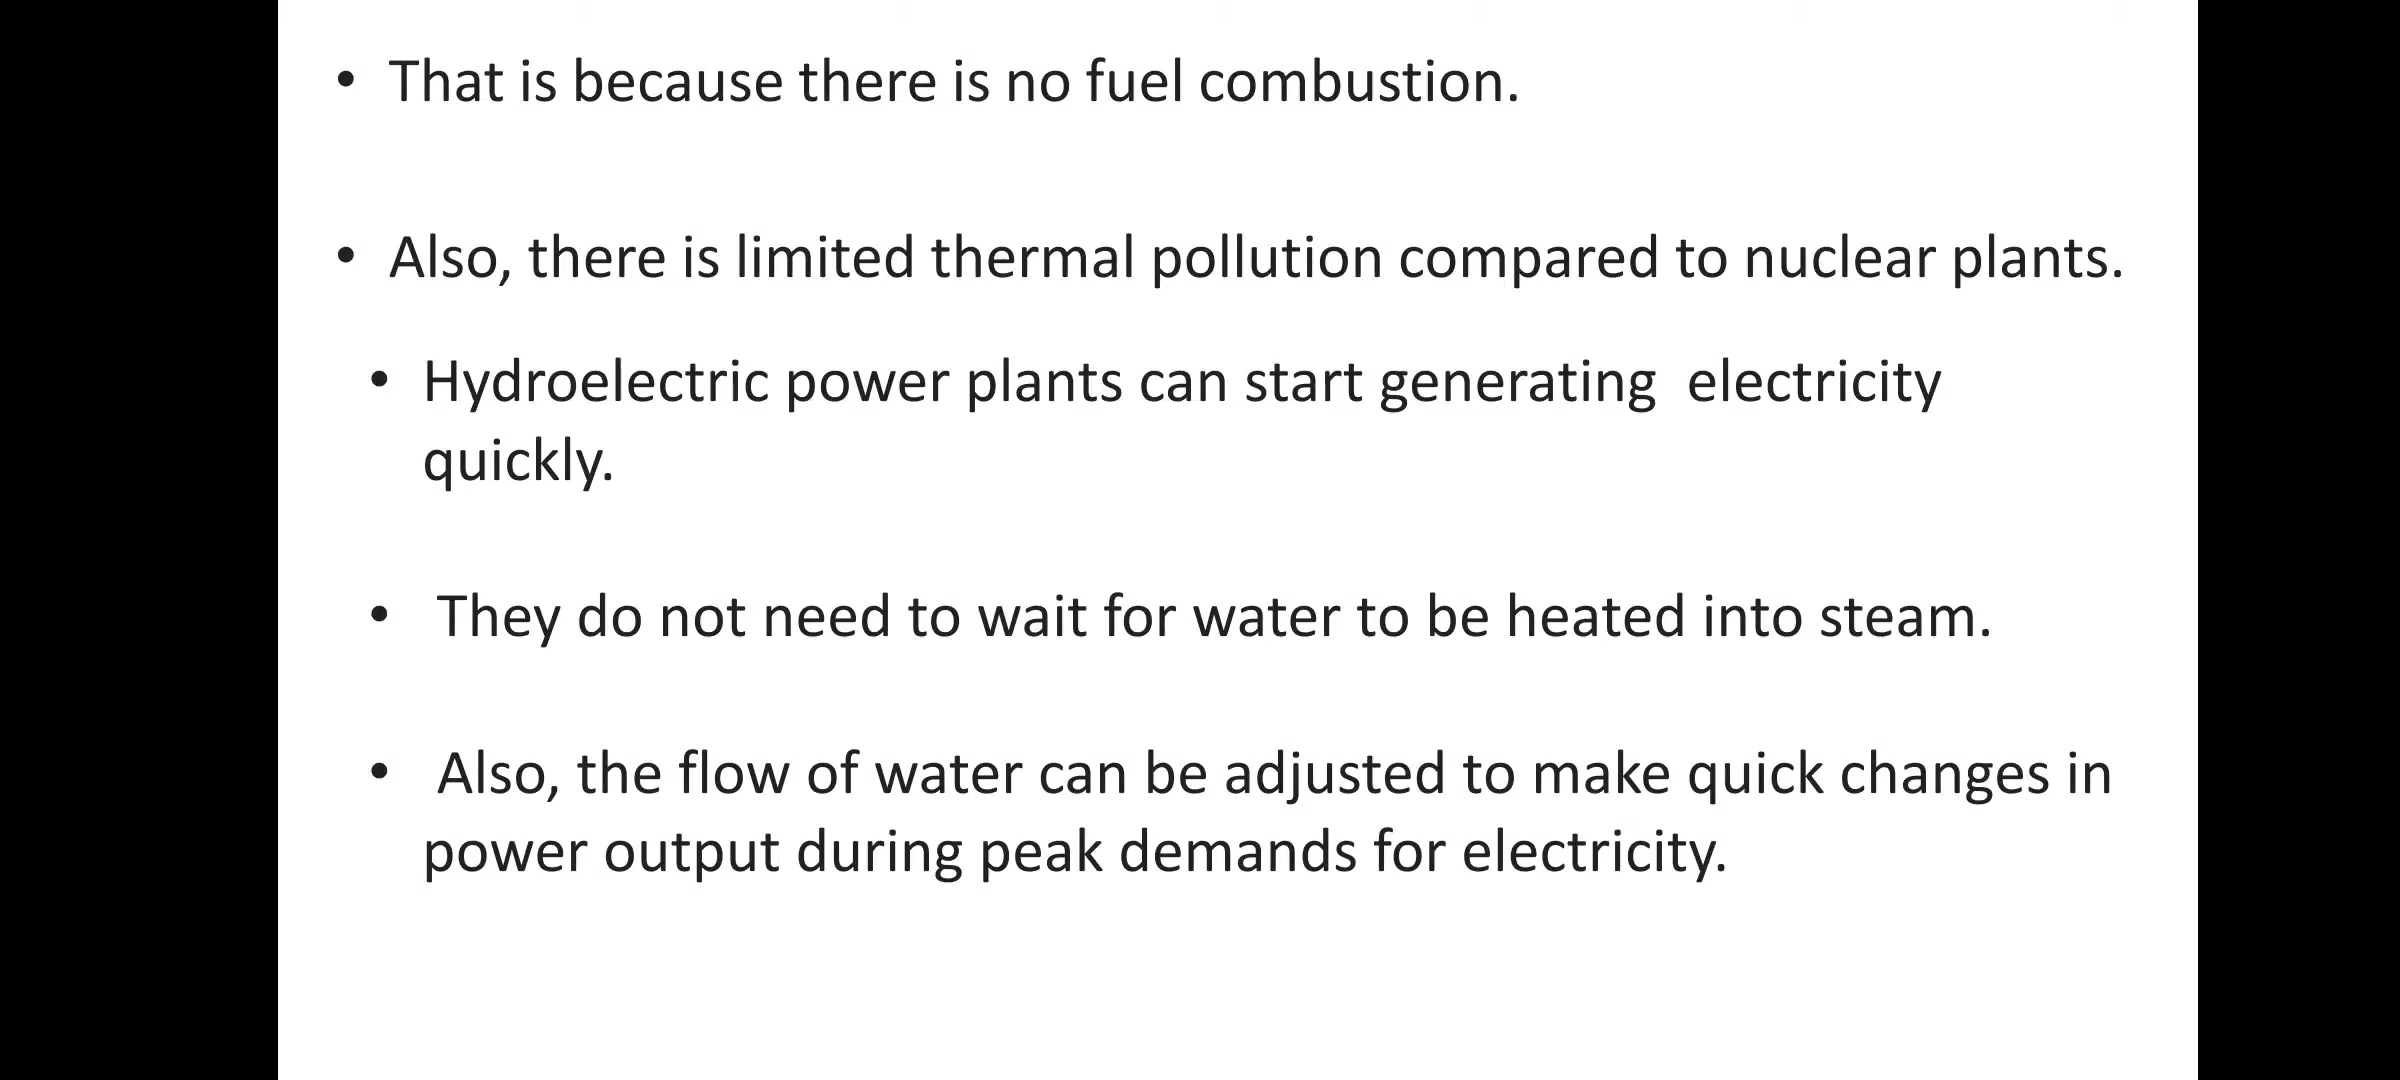 • That is because there is no fuel combustion.
• Also, there is limited thermal pollution compared to nuclear plants.
• Hydroelectric power plants can start generating  electricity
quickly.
• They do not need to wait for water to be heated into steam.
• Also, the flow of water can be adjusted to make quick changes in
power output during peak demands for electricity.